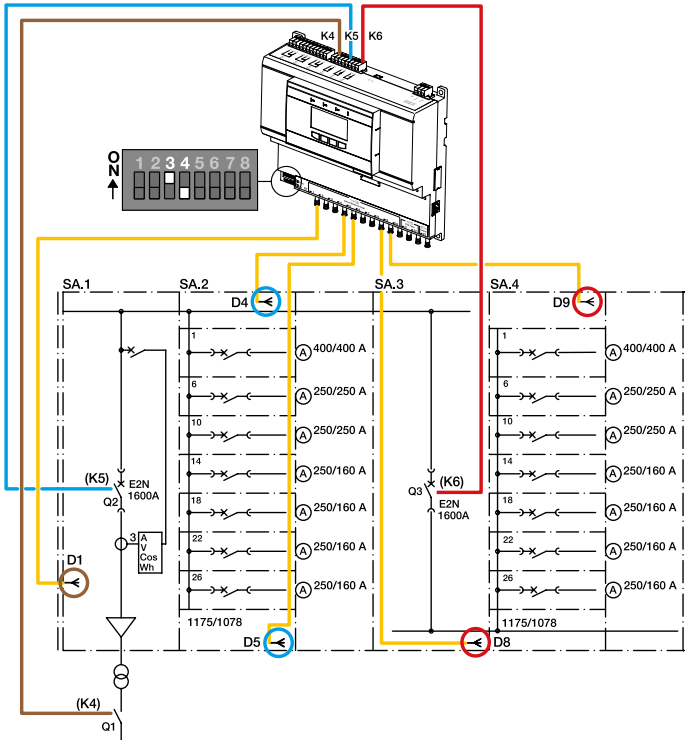 K4 K5 K6
ON
1 2 3 4 5 6 7 8
SA.1
SA.2
SA.3
SA.4
D4
D9
1
400/400 A
A
6
250/250 A
A
10
250/250 A
A
14
250/160 A
A
18
250/160 A
A
22
250/160 A
A
26
250/160 A
A
1175/1078
(K5)
E2N
1600A
Q2
3
A
V
Cos
Wh
D1
D5
(K4)
Q1
(K6)
Q3
E2N
1600A
D8
1
400/400 A
A
6
250/250 A
A
10
250/250 A
A
14
250/160 A
A
18
250/160 A
A
22
250/160 A
A
26
250/160 A
A
1175/1078